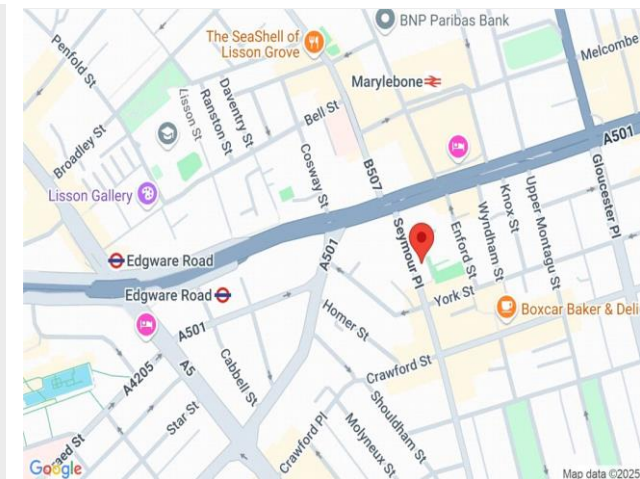 BNP Paribas Bank
The SeaShell of
Lisson Grove
Melcombe
Penfold St
Marylebone
Daventry St
Ranston St
Lisson St
Bell St
Broadley St
A501
Cosway St
B507
Lisson Gallery
Gloucester Pl
Upper Montagu St
Knox St
Wyndham St
Enford St
Seymour Pl
A501
Edgware Road
Edgware Road
York St
Boxcar Baker & Deli
Homer St
A501
Crawford St
A4205
A5
Cabbell St
Star St
Shouldham St
Molyneux St
Crawford Pl
aed St
Google
Map data ©2025